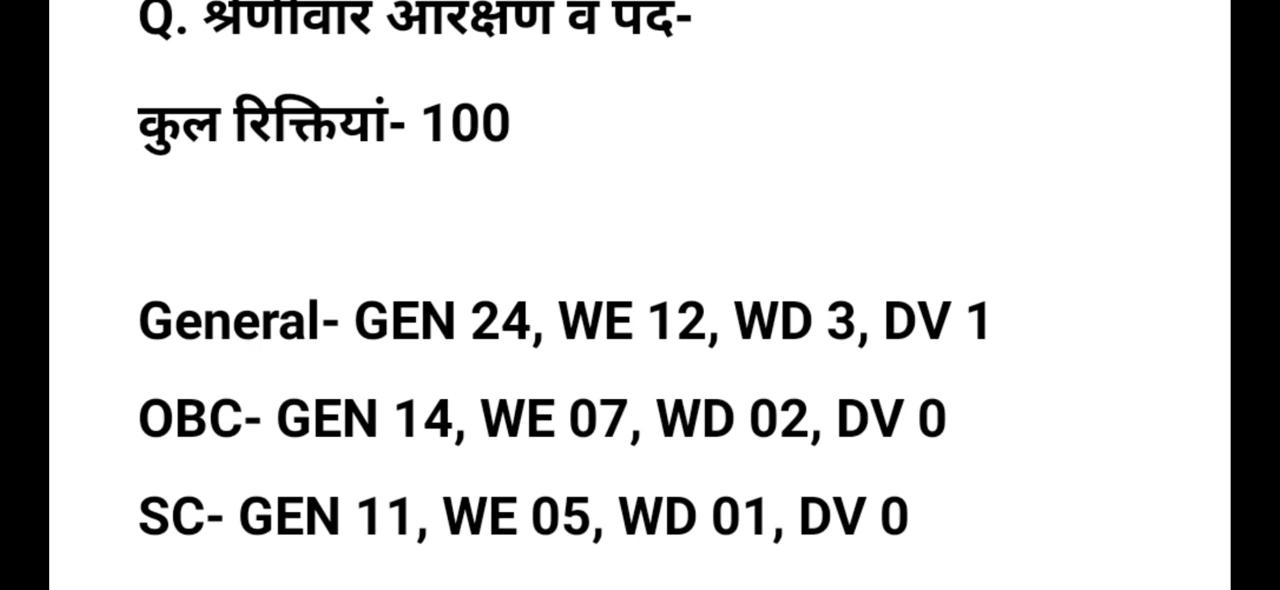 Q. श्रेणीवार आरक्षण व पद-
कुल रिक्तियां- 100
General- GEN 24, WE 12, WD 3, DV 1
OBC- GEN 14, WE 07, WD 02, DV 0
SC- GEN 11, WE 05, WD 01, DV 0